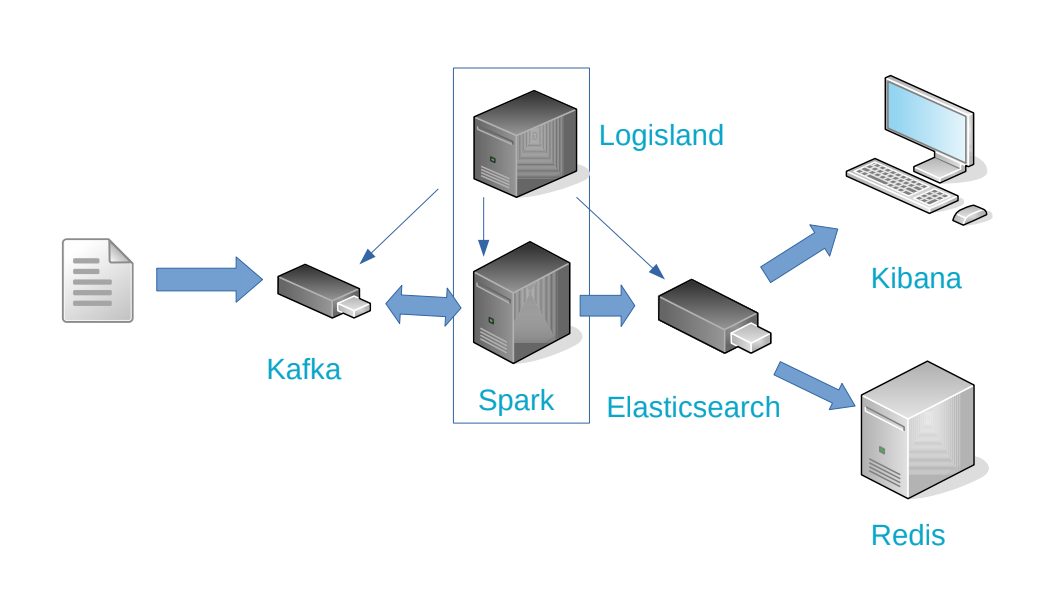 Logisland
Kibana
Kafka
Spark
Elasticsearch
Redis